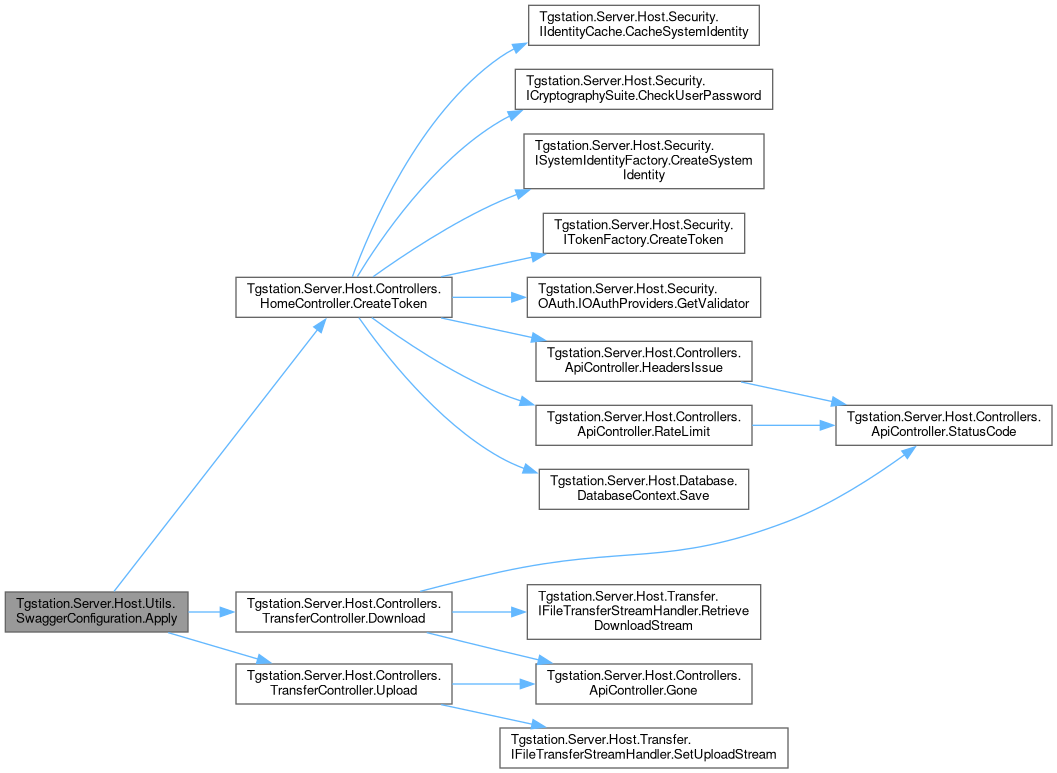 Tgstation.Server.Host.Security.
IIdentityCache.CacheSystemIdentity
Tgstation.Server.Host.Security.
ICryptographySuite.CheckUserPassword
Tgstation.Server.Host.Security.
ISystemIdentityFactory.CreateSystem
Identity
Tgstation.Server.Host.Security.
ITokenFactory.CreateToken
Tgstation.Server.Host.Controllers.
HomeController.CreateToken
Tgstation.Server.Host.Security.
OAuth.IOAuthProviders.GetValidator
Tgstation.Server.Host.Controllers.
ApiController.HeadersIssue
Tgstation.Server.Host.Controllers.
ApiController.RateLimit
Tgstation.Server.Host.Controllers.
ApiController.StatusCode
Tgstation.Server.Host.Database.
DatabaseContext.Save
Tgstation.Server.Host.Utils.
SwaggerConfiguration.Apply
Tgstation.Server.Host.Controllers.
TransferController.Download
Tgstation.Server.Host.Transfer.
IFileTransferStreamHandler.Retrieve
DownloadStream
Tgstation.Server.Host.Controllers.
TransferController.Upload
Tgstation.Server.Host.Controllers.
ApiController.Gone
Tgstation.Server.Host.Transfer.
IFileTransferStreamHandler.SetUploadStream